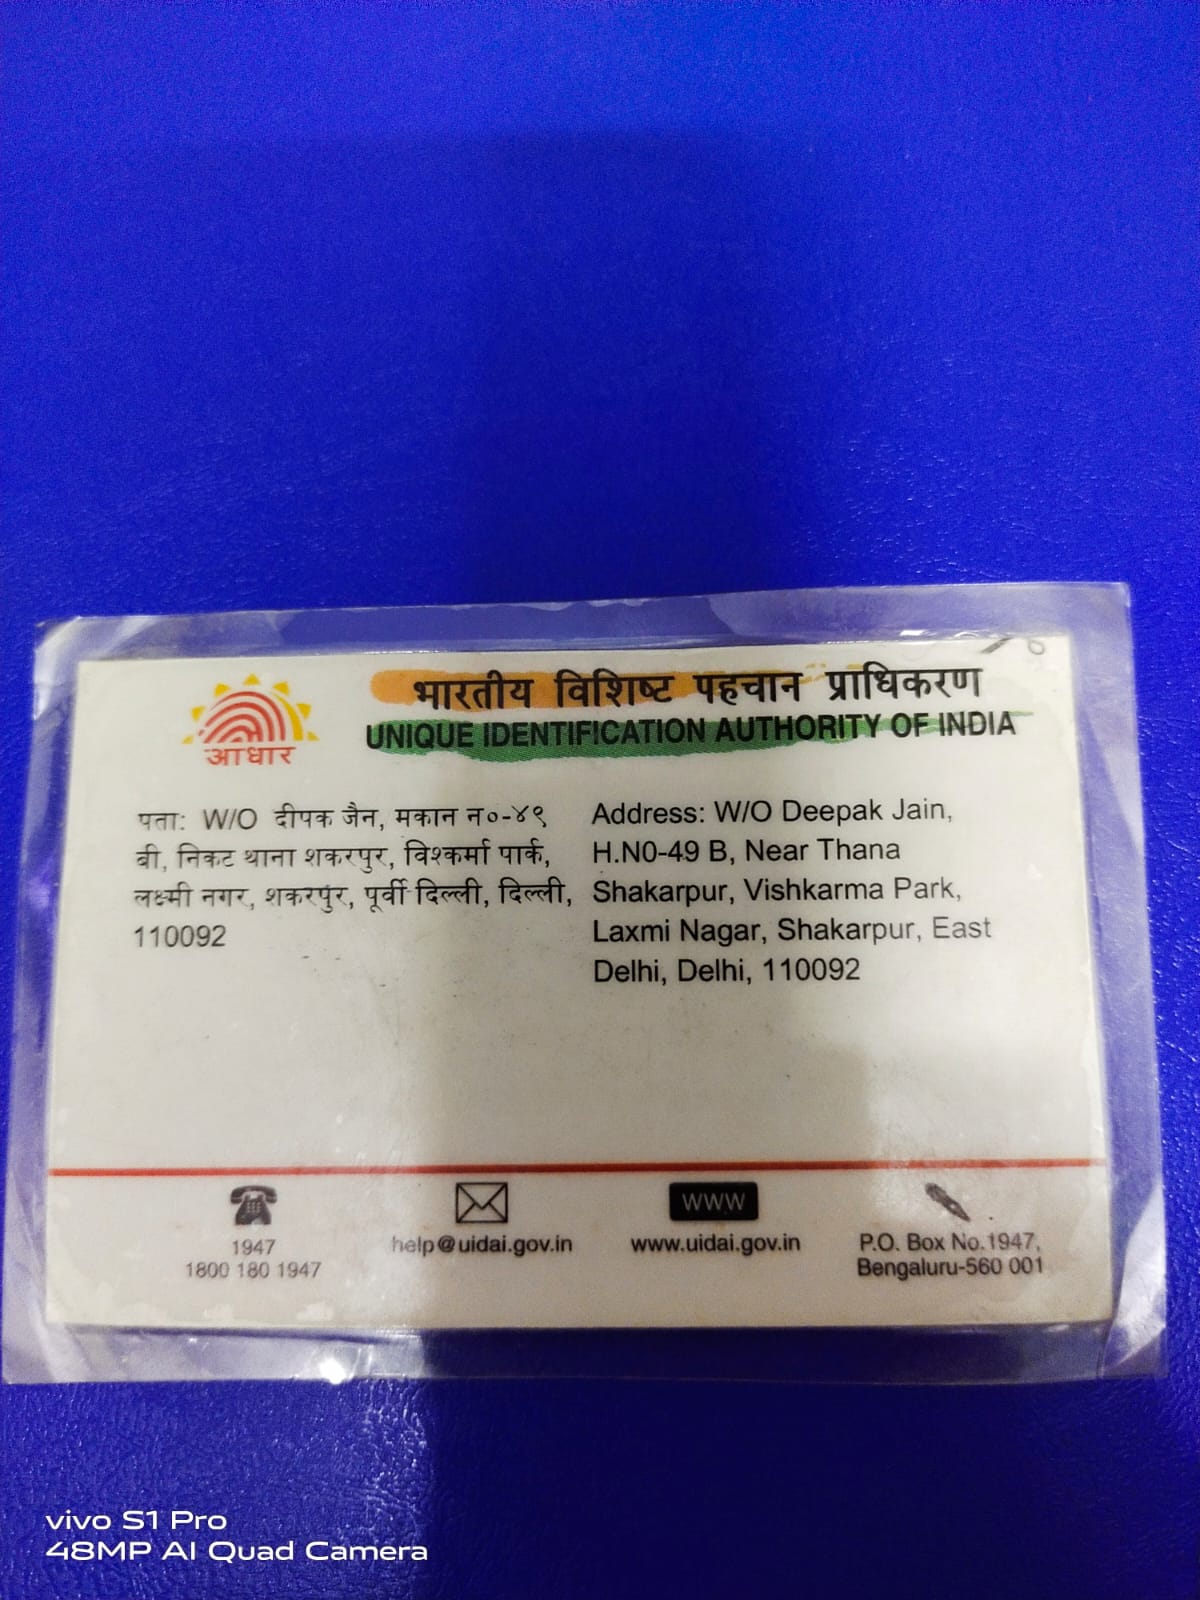 भारतीय विशिष्ट पहचान प्राधिकरण
UNIQUE IDENTIFICATION AUTHORITY OF INDIA
आधार
पता: W/O दीपक जैन, मकान न०-४९
बी, निकट थाना शकरपुर, विश्कर्मा पार्क,
लक्ष्मी नगर, शकरपुर, पूर्वी दिल्ली, दिल्ली,
110092
Address: W/O Deepak Jain,
H.N0-49 B, Near Thana
Shakarpur, Vishkarma Park,
Laxmi Nagar, Shakarpur, East
Delhi, Delhi, 110092
1947
1800 180 1947
help@uidai.gov.in
WWW
www.uidai.gov.in
P.O. Box No.1947,
Bengaluru-560 001
vivo S1 Pro
48MP AI Quad Camera